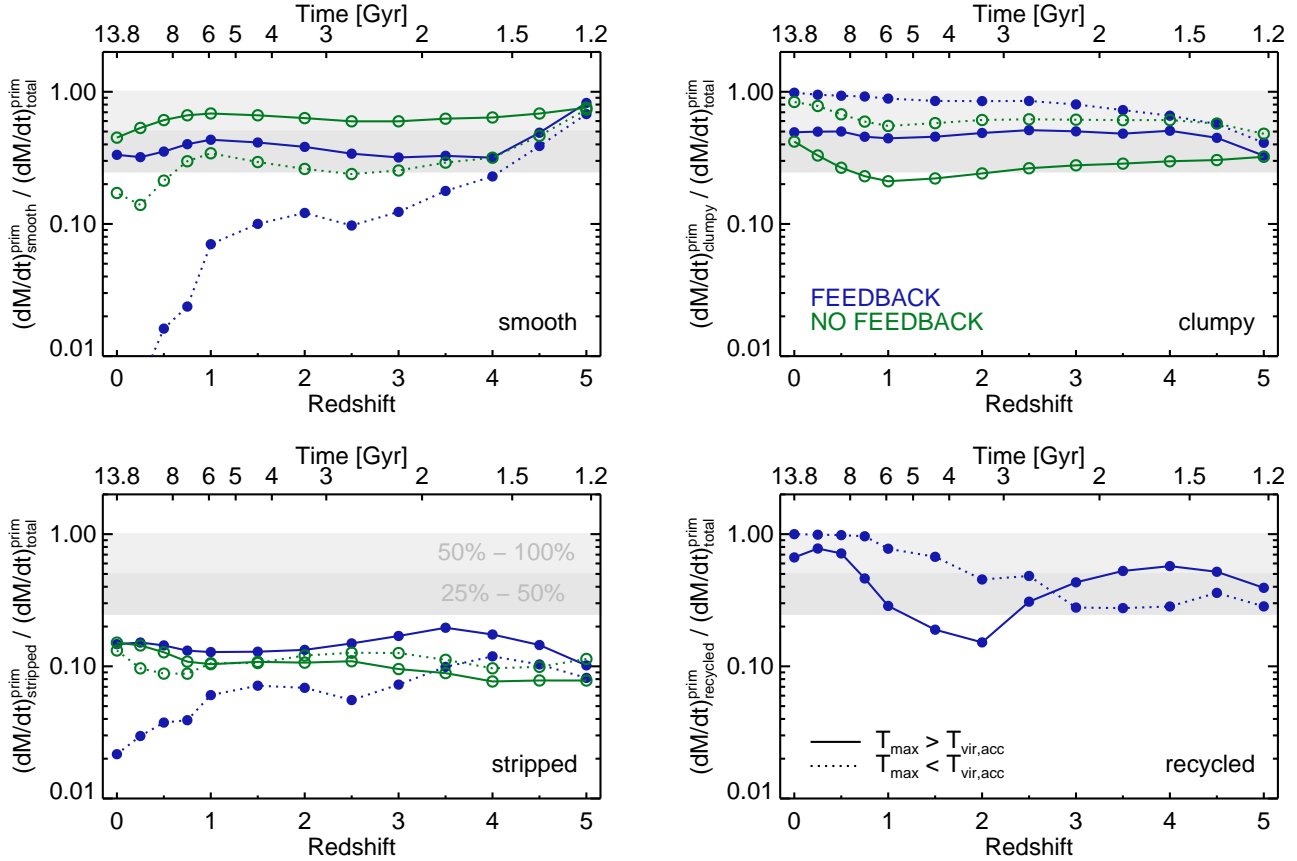 Time [Gyr]
13.8 8 6 5 4 3 2 1.5 1.2
1.00
0.10
0.01
(dM/dt)^prim_smooth / (dM/dt)^prim_total
smooth
0 1 2 3 4 5
Redshift
Time [Gyr]
13.8 8 6 5 4 3 2 1.5 1.2
1.00
0.10
0.01
(dM/dt)^prim_clumpy / (dM/dt)^prim_total
FEEDBACK
NO FEEDBACK
clumpy
0 1 2 3 4 5
Redshift
Time [Gyr]
13.8 8 6 5 4 3 2 1.5 1.2
1.00
0.10
0.01
(dM/dt)^prim_stripped / (dM/dt)^prim_total
50% – 100%
25% – 50%
stripped
0 1 2 3 4 5
Redshift
Time [Gyr]
13.8 8 6 5 4 3 2 1.5 1.2
1.00
0.10
0.01
(dM/dt)^prim_recycled / (dM/dt)^prim_total
T_max > T_vir,acc
T_max < T_vir,acc
recycled
0 1 2 3 4 5
Redshift